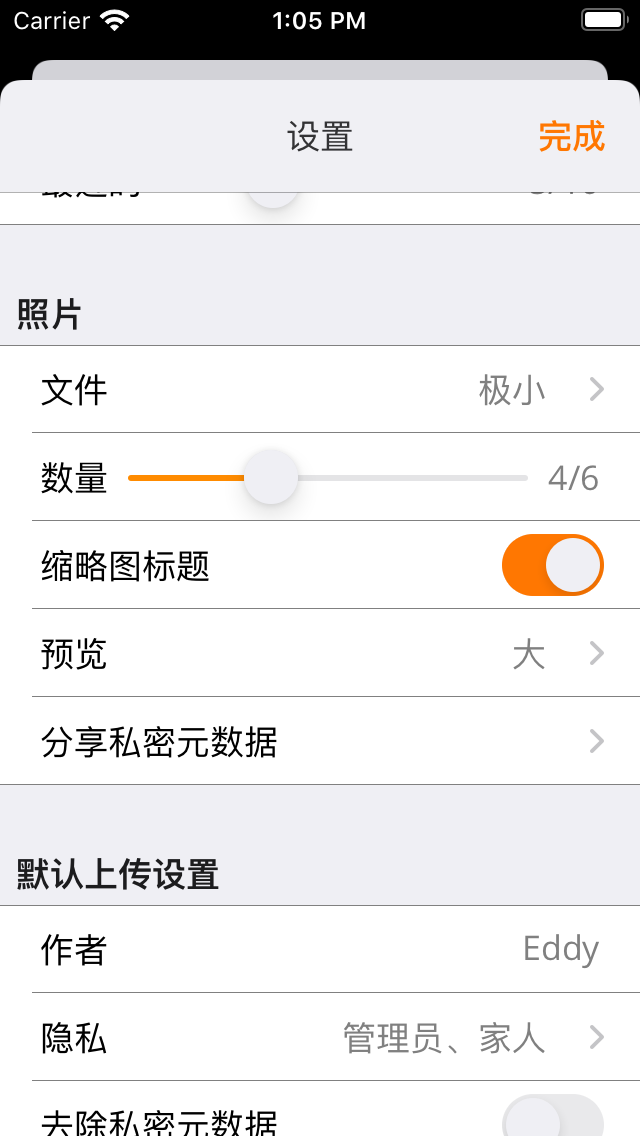 Carrier 1:05 PM
设置 完成
照片
文件 极小
数量 4/6
缩略图标题
预览 大
分享私密元数据
默认上传设置
作者 Eddy
隐私 管理员、家人
去除私密元数据